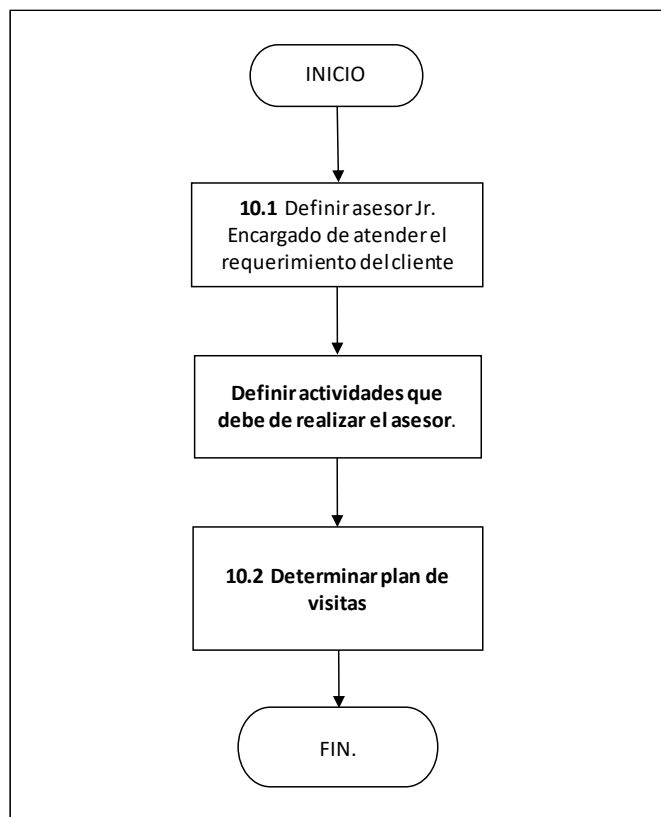 INICIO
10.1 Definir asesor Jr.
Encargado de atender el
requerimiento del cliente
Definir actividades que
debe de realizar el asesor.
10.2 Determinar plan de
visitas
FIN.